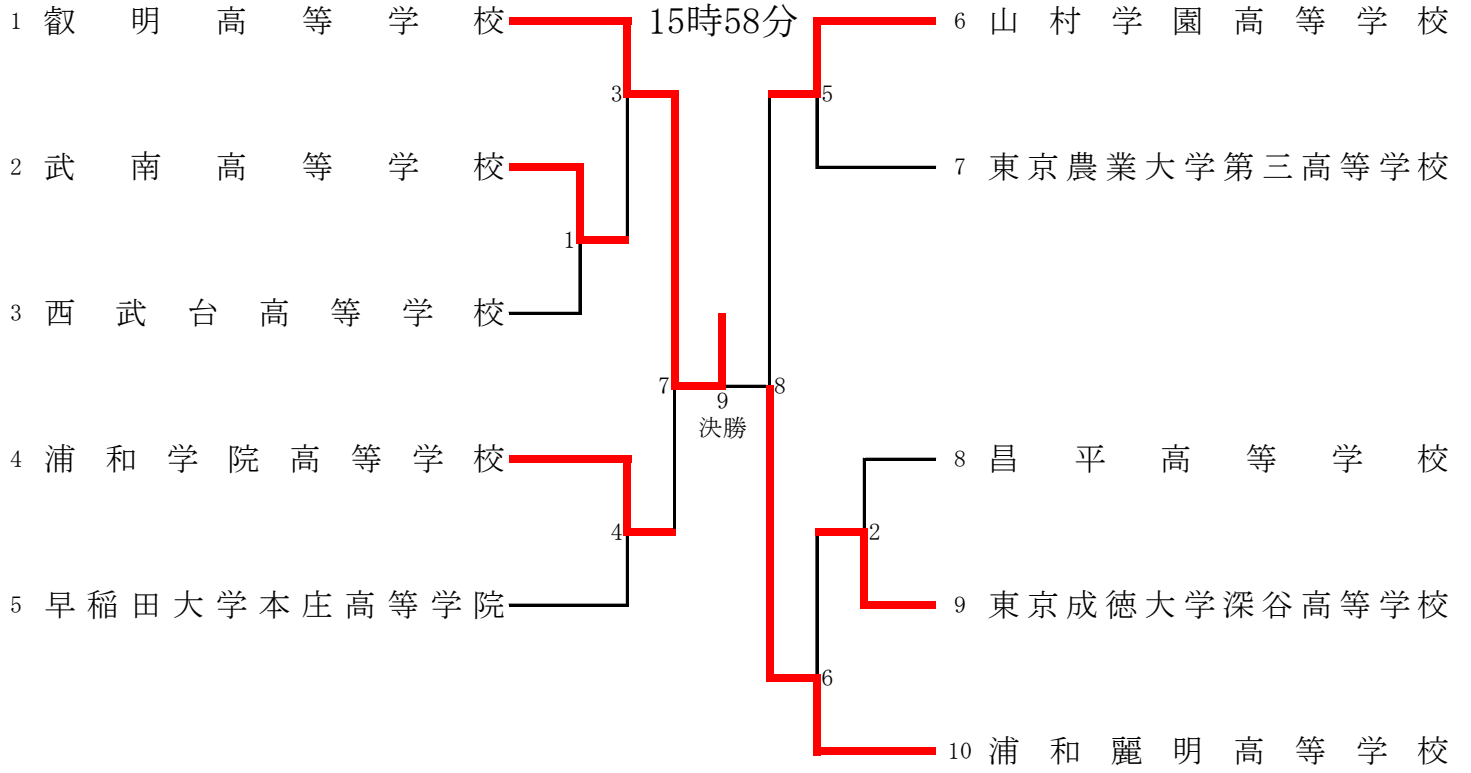 1 叡明高等学校
15時58分
6 山村学園高等学校
3
5
2 武南高等学校
7 東京農業大学第三高等学校
1
3 西武台高等学校
7
8
9
決勝
4 浦和学院高等学校
8 昌平高等学校
4
2
5 早稲田大学本庄高等学院
9 東京成徳大学深谷高等学校
6
10 浦和麗明高等学校